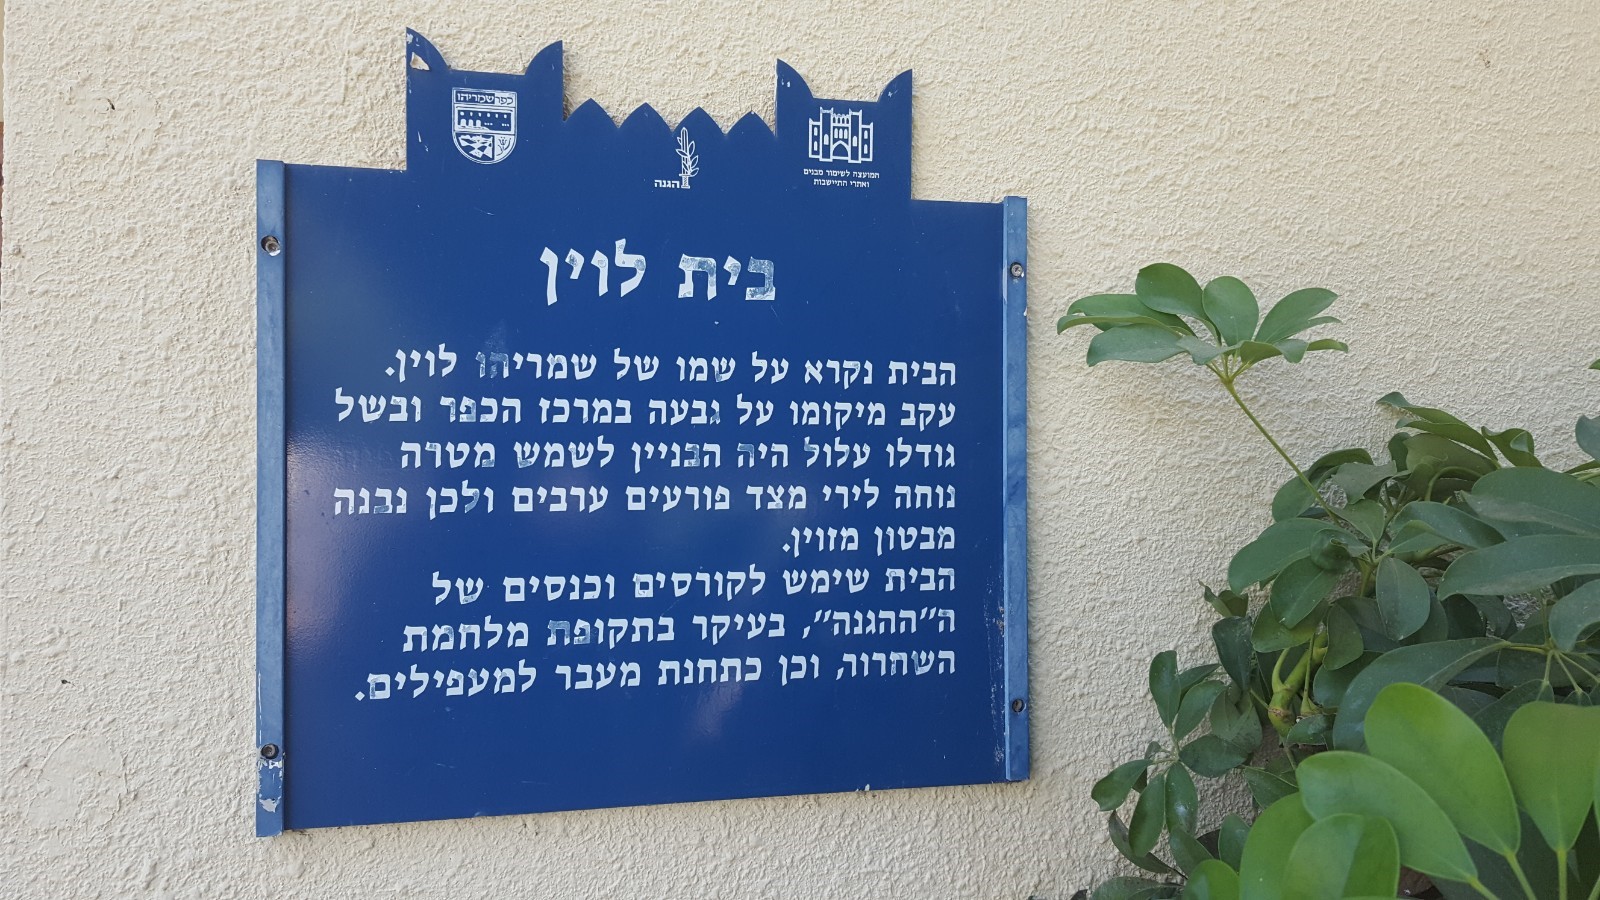 כפר שמריהו
הגנה
המועצה לשימור מבנים
ואתרי התיישבות
בית לוין
הבית נקרא על שמו של שמריהו לוין.
עקב מיקומו על גבעה במרכז הכפר ובשל
גודלו עלול היה הבניין לשמש מטרה
נוחה לירי מצד פורעים ערבים ולכן נבנה
מבטון מזוין.
הבית שימש לקורסים וכנסים של
ה״ההגנה״, בעיקר בתקופת מלחמת
השחרור, וכן כתחנת מעבר למעפילים.